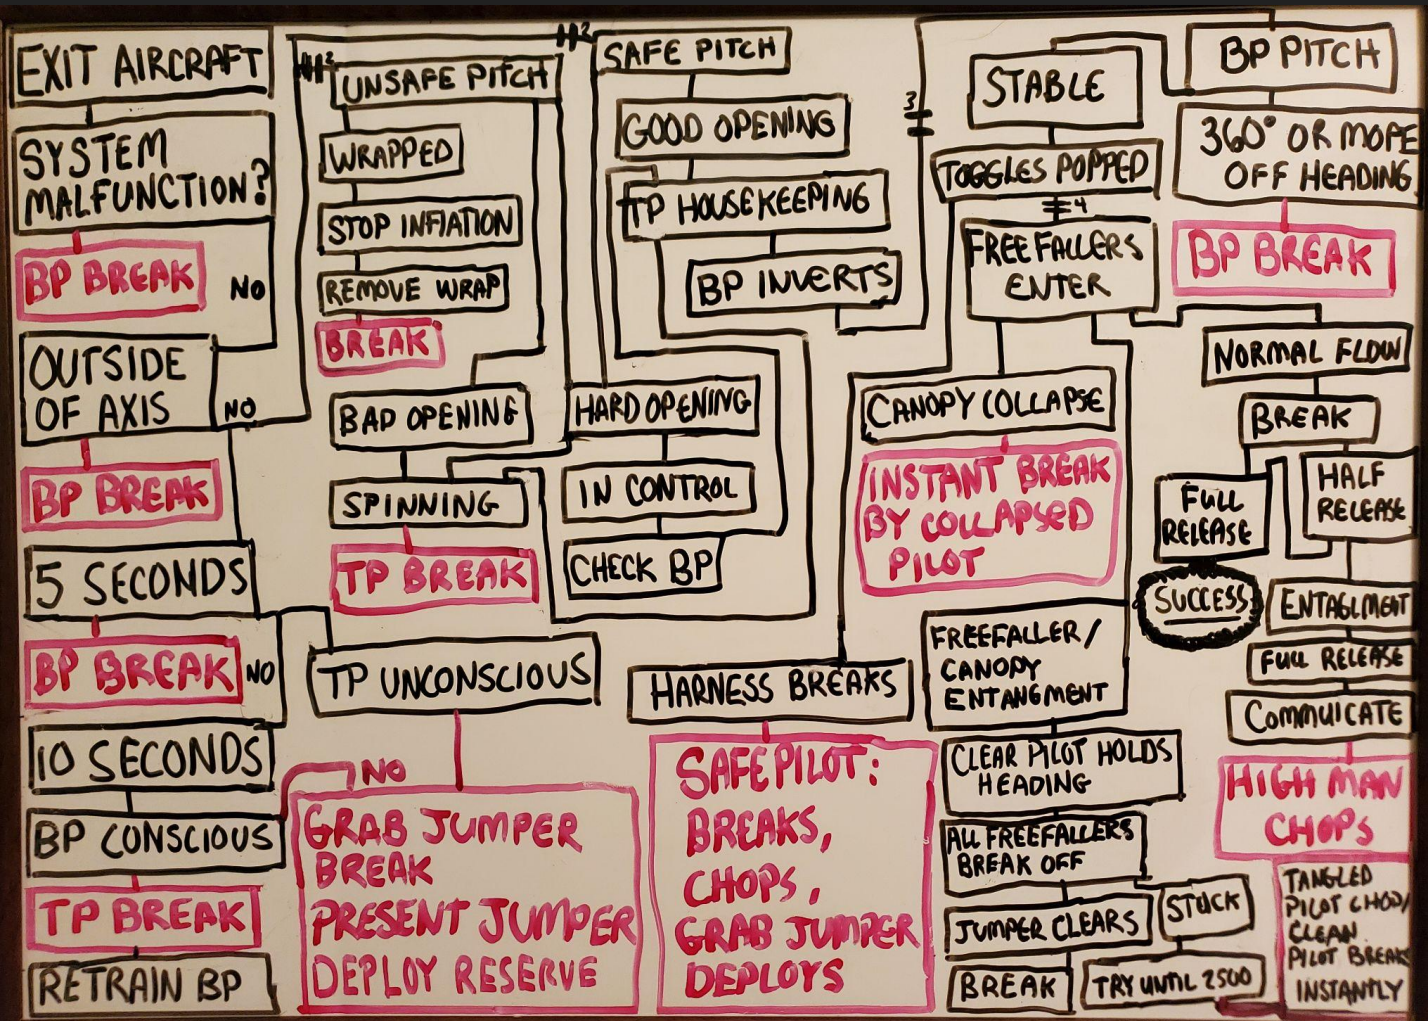 EXIT AIRCRAFT
SYSTEM
MALFUNCTION?
BP BREAK
NO
OUTSIDE
OF AXIS
NO
BP BREAK
5 SECONDS
BP BREAK
NO
10 SECONDS
BP CONSCIOUS
TP BREAK
RETRAIN BP
2
UNSAFE PITCH
WRAPPED
STOP INFIATION
REMOVE WRAP
BREAK
BAD OPENING
SPINNING
TP BREAK
TP UNCONSCIOUS
NO
GRAB JUMPER
BREAK
PRESENT JUMPER
DEPLOY RESERVE
2
SAFE PITCH
GOOD OPENING
TP HOUSEKEEPING
BP INVERTS
HARD OPENING
IN CONTROL
CHECK BP
HARNESS BREAKS
SAFE PILOT:
BREAKS,
CHOPS,
GRAB JUMPER
DEPLOYS
3
STABLE
TOGGLES POPPED
4
FREEFALLERS
ENTER
CANOPY COLLAPSE
INSTANT BREAK
BY COLLAPSED
PILOT
FREEFALLER/
CANOPY
ENTANGMENT
CLEAR PILOT HOLDS
HEADING
ALL FREEFALLERS
BREAK OFF
JUMPER CLEARS
BREAK
STUCK
TRY UNTIL 2500
BP PITCH
360° OR MOPE
OFF HEADING
BP BREAK
NORMAL FLOW
BREAK
FULL
RELEASE
HALF
RELEASE
SUCCESS
ENTAGLMENT
FULL RELEASE
COMMUICATE
HIGH MAN
CHOPS
TANGLED
PILOT CHOP/
CLEAN
PILOT BREAK
INSTANTLY